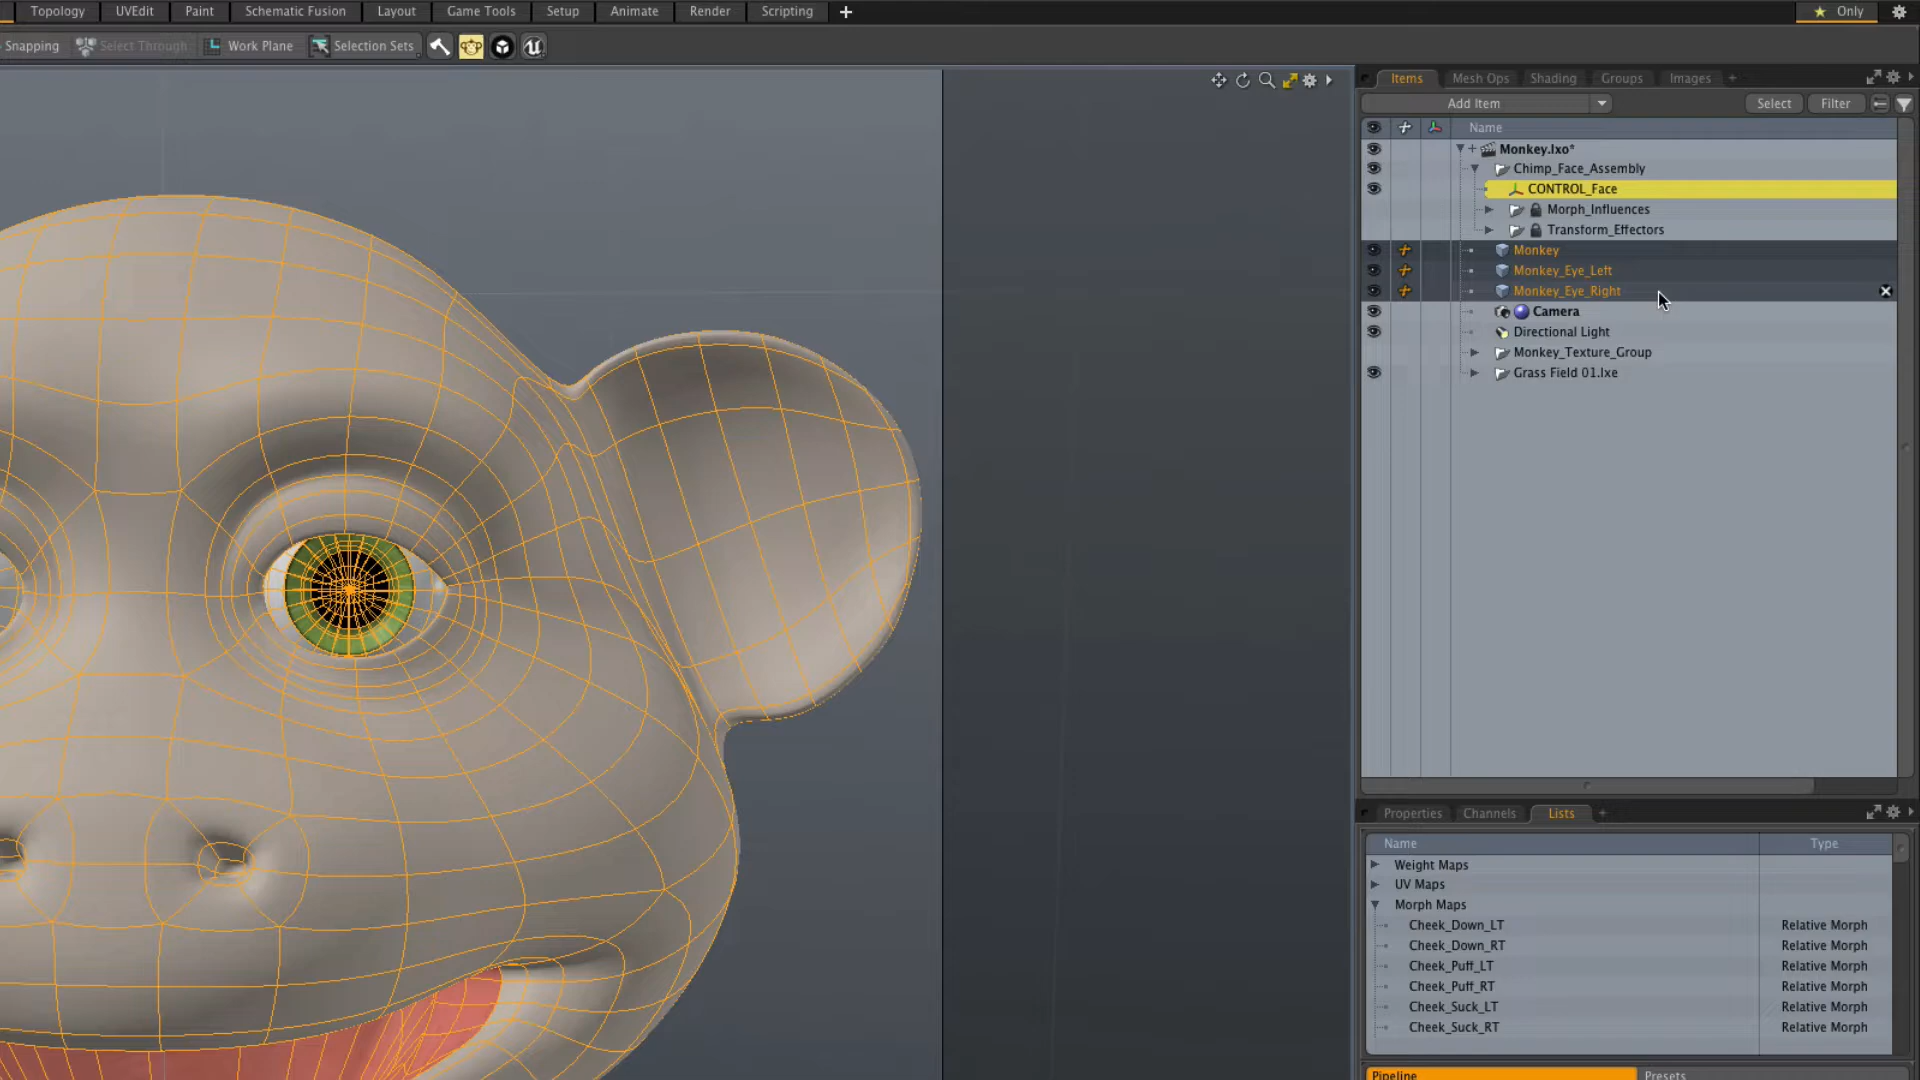 Topology UVEdit Paint Schematic Fusion Layout Game Tools Setup Animate Render Scripting + Only
Snapping Select Through Work Plane Selection Sets
Items Mesh Ops Shading Groups Images +
Add Item Select Filter
Name
Monkey.lxo*
Chimp_Face_Assembly
CONTROL_Face
Morph_Influences
Transform_Effectors
Monkey
Monkey_Eye_Left
Monkey_Eye_Right
Camera
Directional Light
Monkey_Texture_Group
Grass Field 01.lxe
Properties Channels Lists +
Name Type
Weight Maps
UV Maps
Morph Maps
Cheek_Down_LT Relative Morph
Cheek_Down_RT Relative Morph
Cheek_Puff_LT Relative Morph
Cheek_Puff_RT Relative Morph
Cheek_Suck_LT Relative Morph
Cheek_Suck_RT Relative Morph
Pipeline Presets